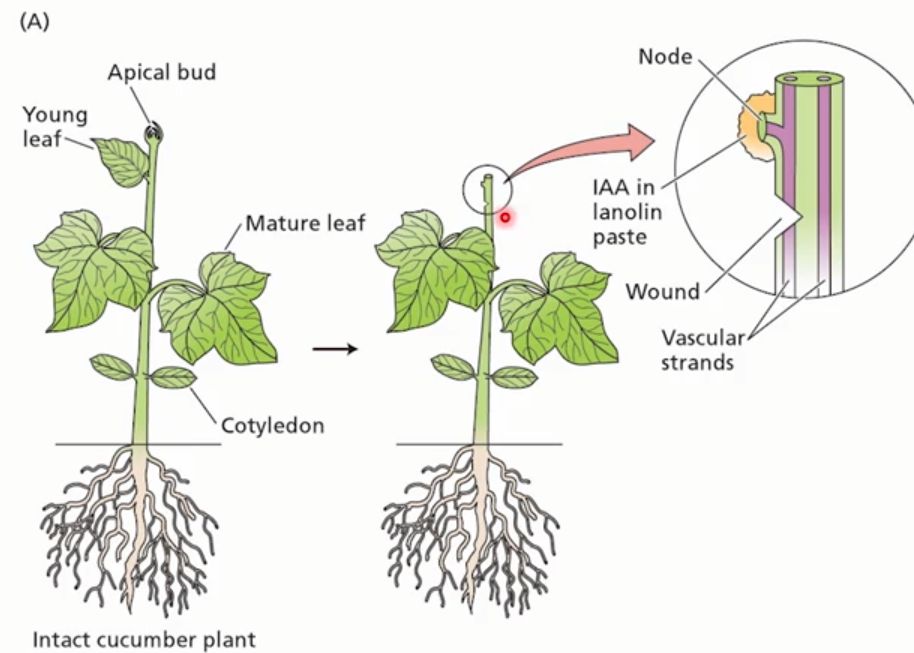 (A)
Apical bud
Young
leaf
Mature leaf
Cotyledon
Intact cucumber plant
Node
IAA in
lanolin
paste
Wound
Vascular
strands